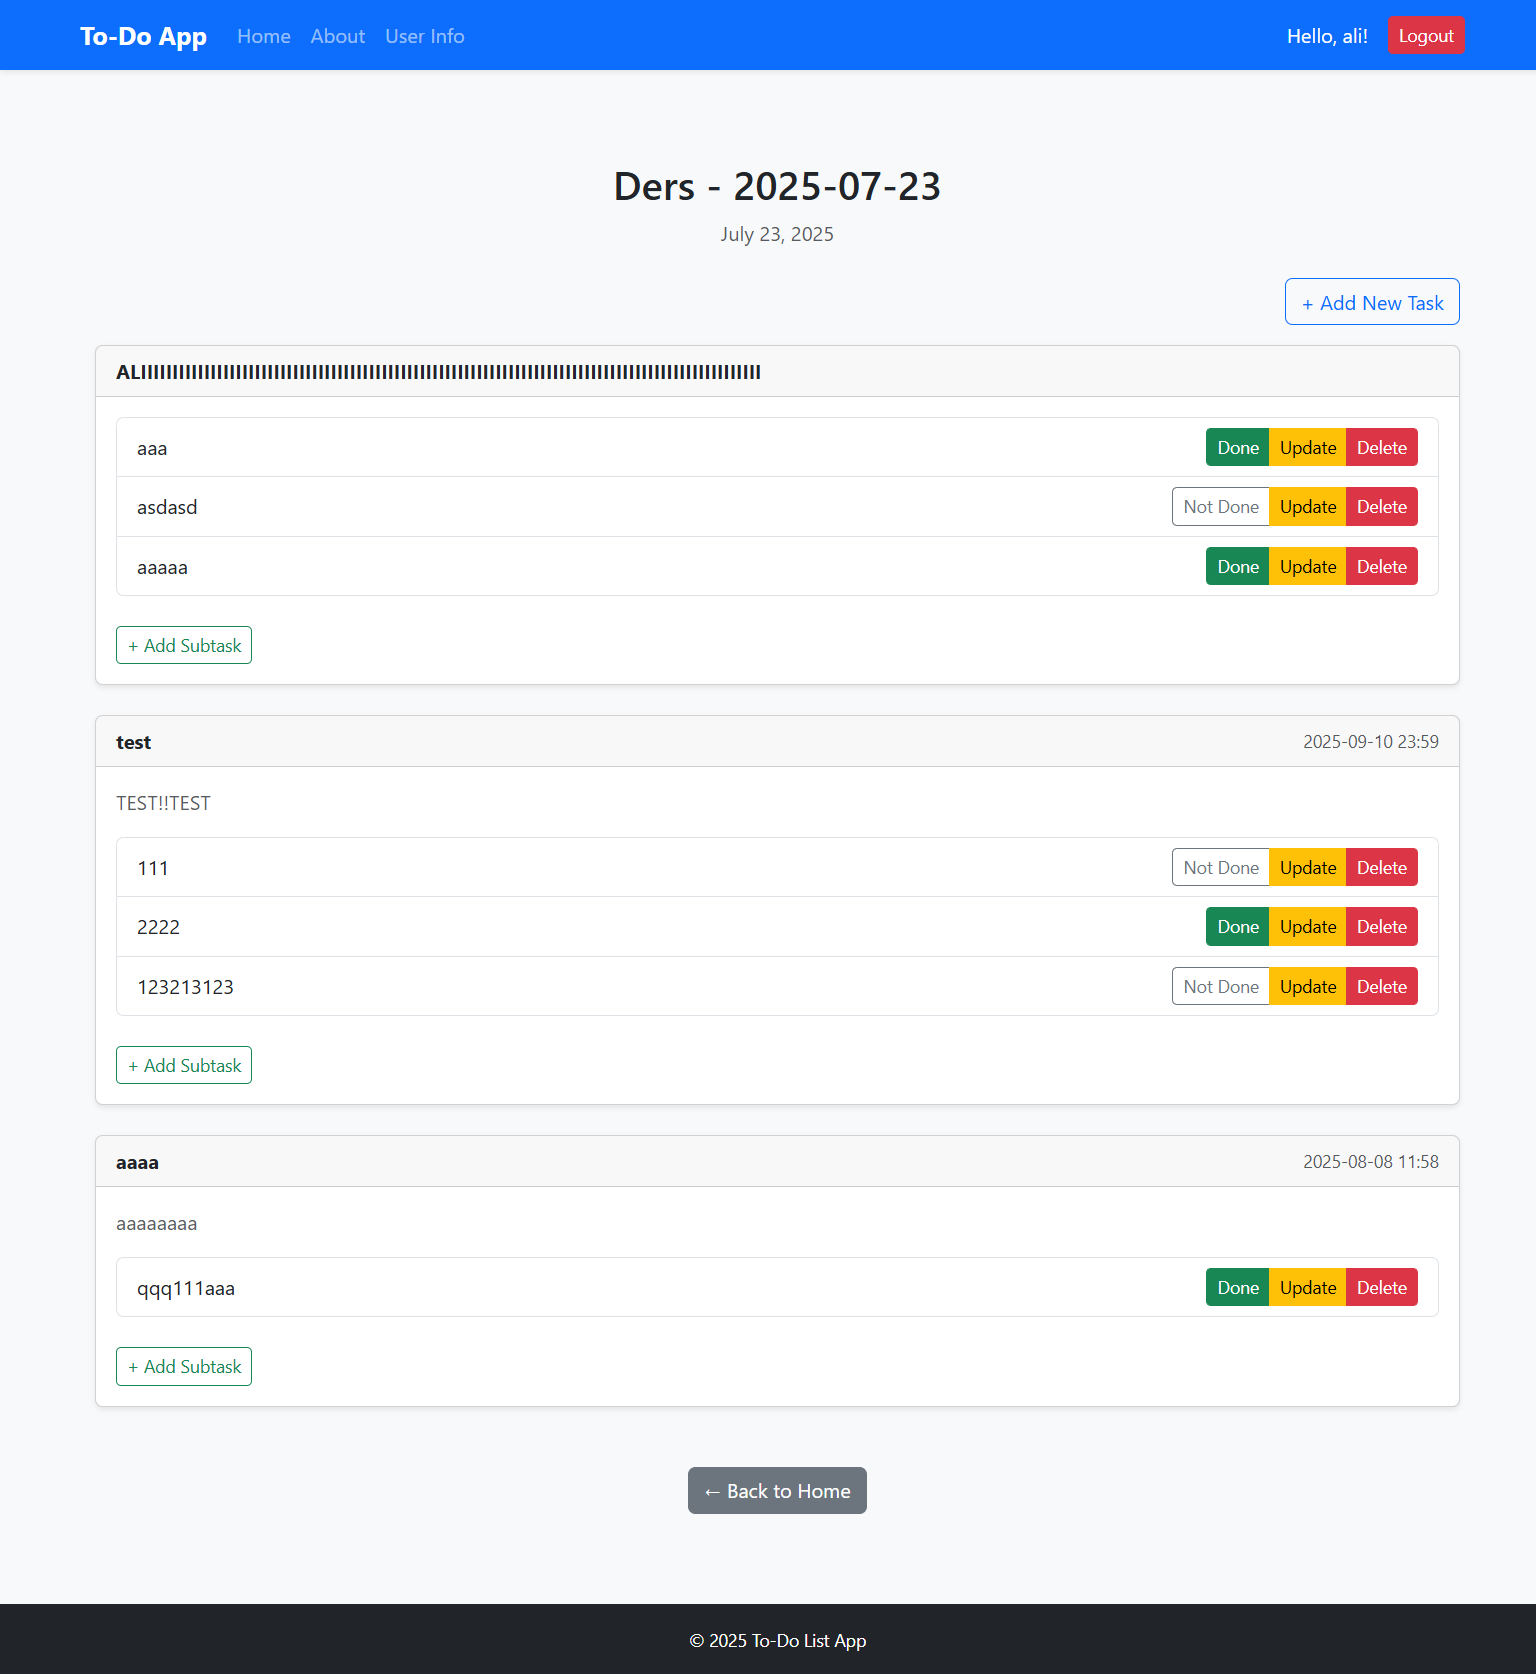 To-Do App Home About User Info Hello, ali! Logout
Ders - 2025-07-23
July 23, 2025
+ Add New Task
ALIIIIIIIIIIIIIIIIIIIIIIIIIIIIIIIIIIIIIIIIIIIIIIIIIIIIIIIIIIIIIIIIIIIIIIIIIIIIIIIIIIIIIIIIIIIIIIIIII
aaa Done Update Delete
asdasd Not Done Update Delete
aaaaa Done Update Delete
+ Add Subtask
test 2025-09-10 23:59
TEST!!TEST
111 Not Done Update Delete
2222 Done Update Delete
123213123 Not Done Update Delete
+ Add Subtask
aaaa 2025-08-08 11:58
aaaaaaaa
qqq111aaa Done Update Delete
+ Add Subtask
← Back to Home
© 2025 To-Do List App